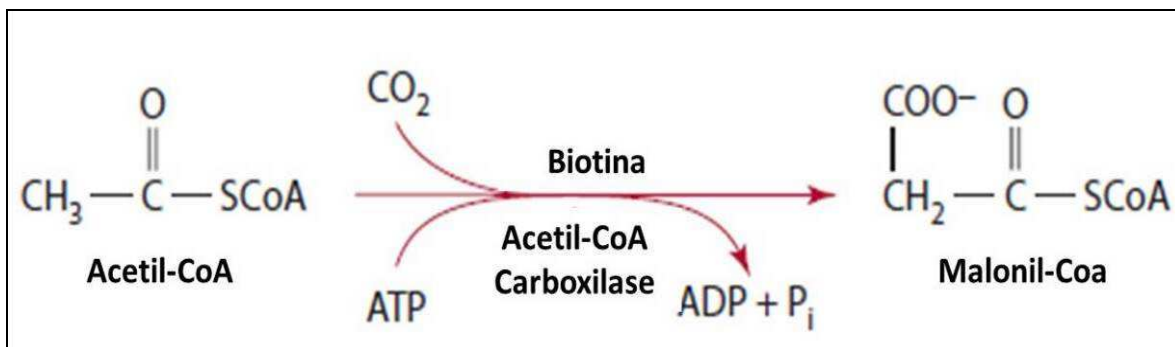 O
CH₃—C—SCoA
Acetil-CoA
CO₂
ATP
Biotina
Acetil-CoA
Carboxilase
ADP + Pᵢ
COO– O
CH₂—C—SCoA
Malonil-Coa